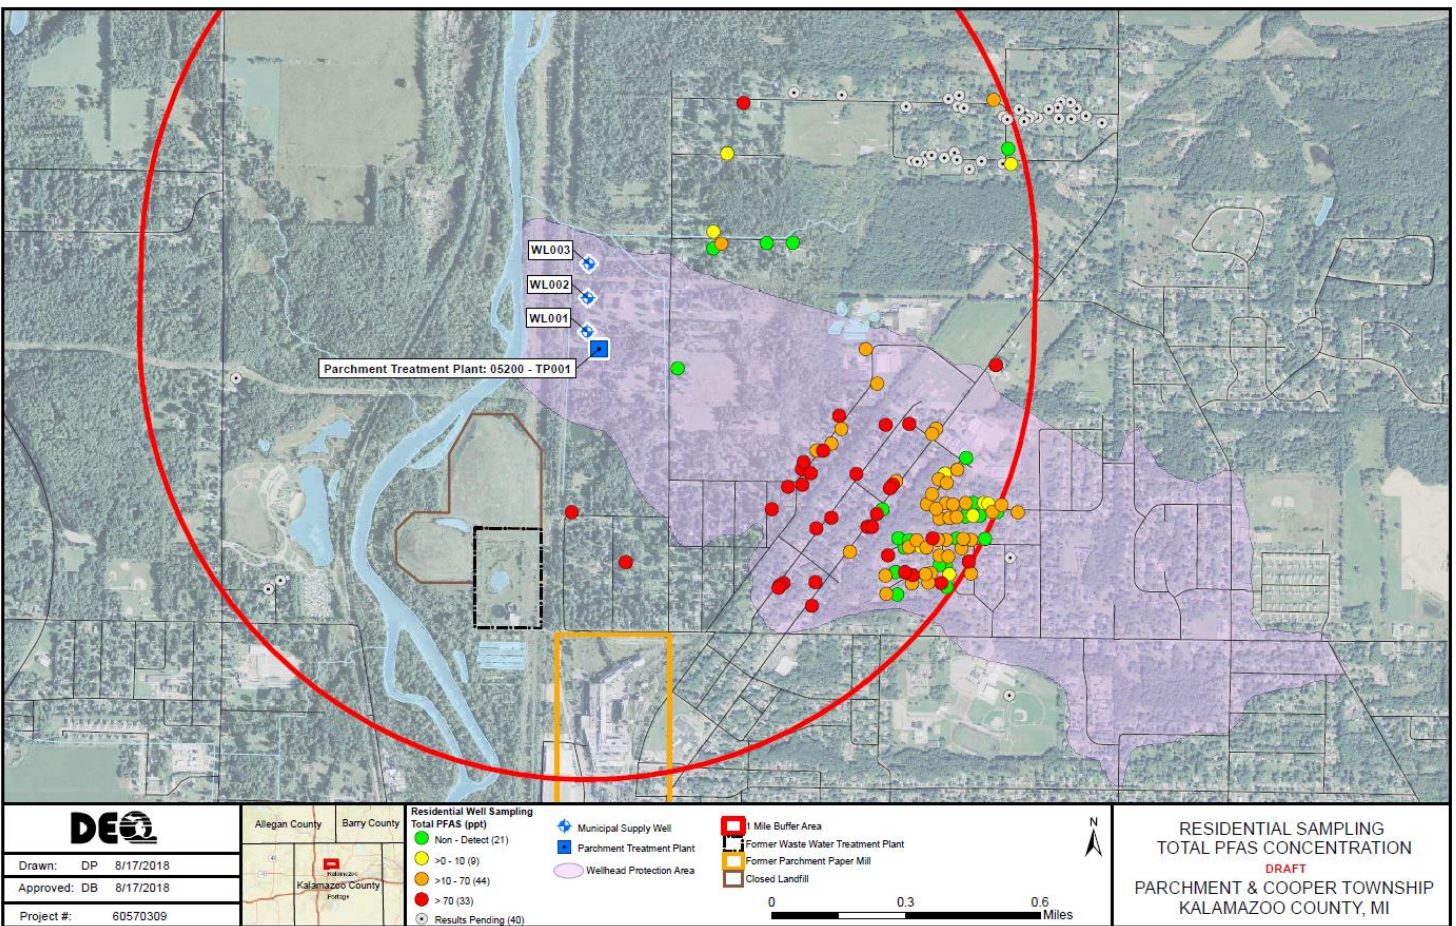 WL003
WL002
WL001
Parchment Treatment Plant: 05200 - TP001
DEQ
Drawn: DP 8/17/2018
Approved: DB 8/17/2018
Project #: 60570309
Allegan County
Barry County
Kalamazoo
Kalamazoo County
Portage
Residential Well Sampling
Total PFAS (ppt)
Non - Detect (21)
>0 - 10 (9)
>10 - 70 (44)
> 70 (33)
Results Pending (40)
Municipal Supply Well
Parchment Treatment Plant
Wellhead Protection Area
1 Mile Buffer Area
Former Waste Water Treatment Plant
Former Parchment Paper Mill
Closed Landfill
N
0 0.3 0.6
Miles
RESIDENTIAL SAMPLING
TOTAL PFAS CONCENTRATION
DRAFT
PARCHMENT & COOPER TOWNSHIP
KALAMAZOO COUNTY, MI